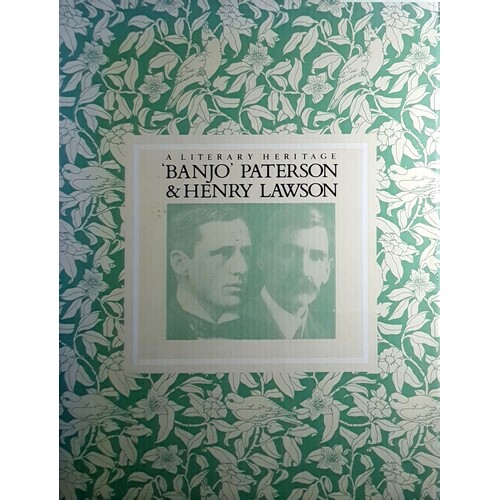 A LITERARY HERITAGE
'BANJO' PATERSON
& HENRY LAWSON